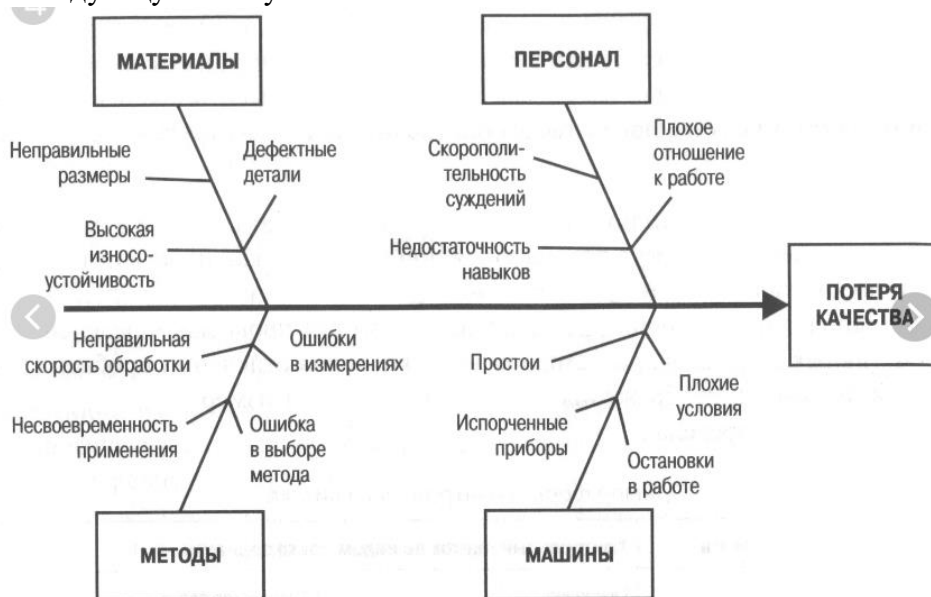 МАТЕРИАЛЫ
ПЕРСОНАЛ
Неправильные
размеры
Дефектные
детали
Скорополи-
тельность
суждений
Плохое
отношение
к работе
Высокая
износо-
устойчивость
Недостаточность
навыков
ПОТЕРЯ
КАЧЕСТВА
Неправильная
скорость обработки
Ошибки
в измерениях
Простои
Плохие
условия
Несвоевременность
применения
Ошибка
в выборе
метода
Испорченные
приборы
Остановки
в работе
МЕТОДЫ
МАШИНЫ